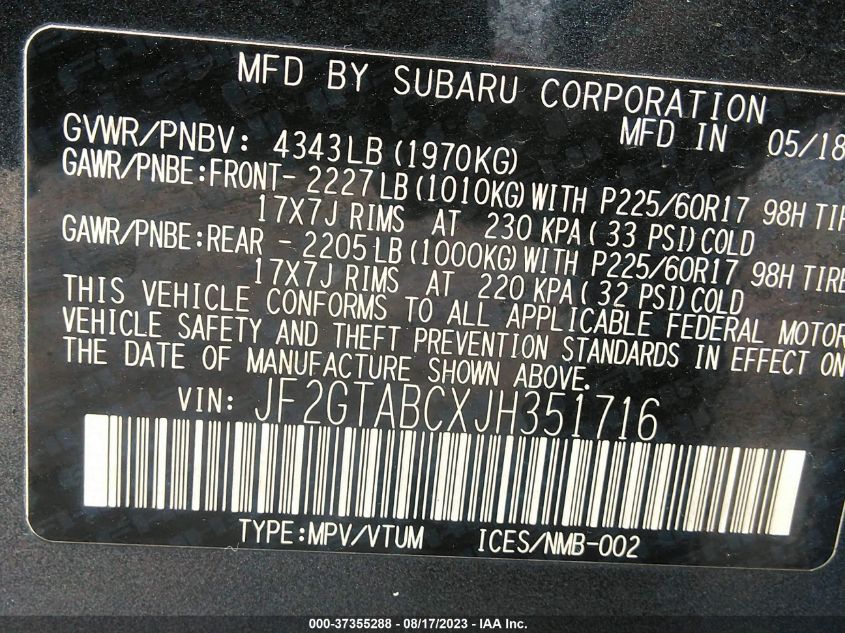 MFD BY SUBARU CORPORATION
GVWR/PNBV: 4343LB (1970KG) MFD IN 05/18
GAWR/PNBE:FRONT- 2227LB (1010KG) WITH P225/60R17 98H TIR
17X7J RIMS AT 230 KPA ( 33 PSI) COLD
GAWR/PNBE:REAR - 2205LB (1000KG) WITH P225/60R17 98H TIRE
17X7J RIMS AT 220 KPA ( 32 PSI) COLD
THIS VEHICLE CONFORMS TO ALL APPLICABLE FEDERAL MOTOR
VEHICLE SAFETY AND THEFT PREVENTION STANDARDS IN EFFECT ON
THE DATE OF MANUFACTURE SHOWN ABOVE.
VIN: JF2GTABCXJH351716
TYPE:MPV/VTUM ICES/NMB-002
000-37355288 - 08/17/2023 - IAA Inc.